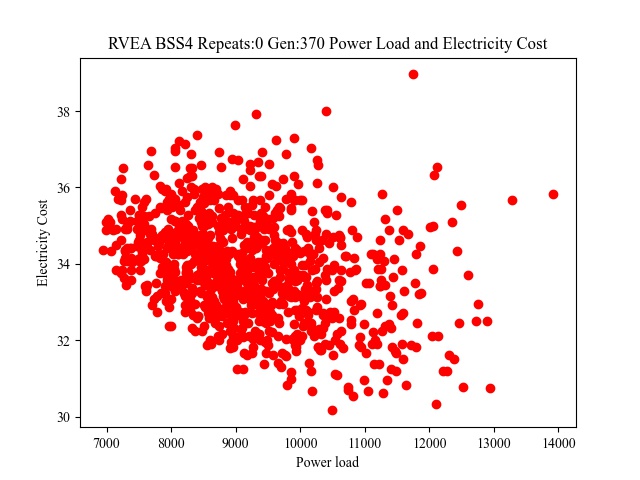 RVEA BSS4 Repeats:0 Gen:370 Power Load and Electricity Cost
38
36
34
32
30
Electricity Cost
7000 8000 9000 10000 11000 12000 13000 14000
Power load